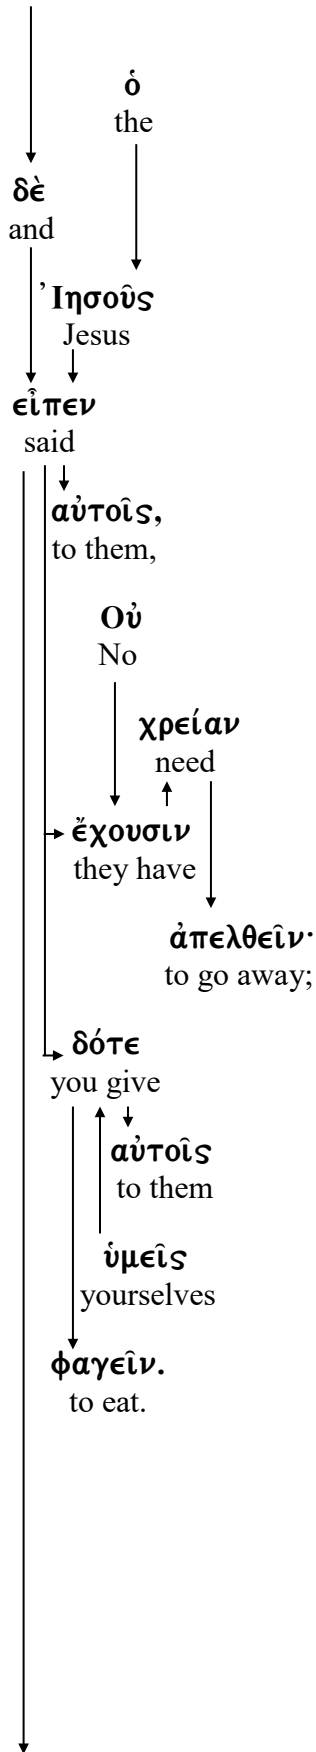 ὁ
the
δὲ
and
Ἰησοῦς
Jesus
εἶπεν
said
αὐτοῖς,
to them,
Οὐ
No
χρείαν
need
ἔχουσιν
they have
ἀπελθεῖν·
to go away;
δότε
you give
αὐτοῖς
to them
ὑμεῖς
yourselves
φαγεῖν.
to eat.